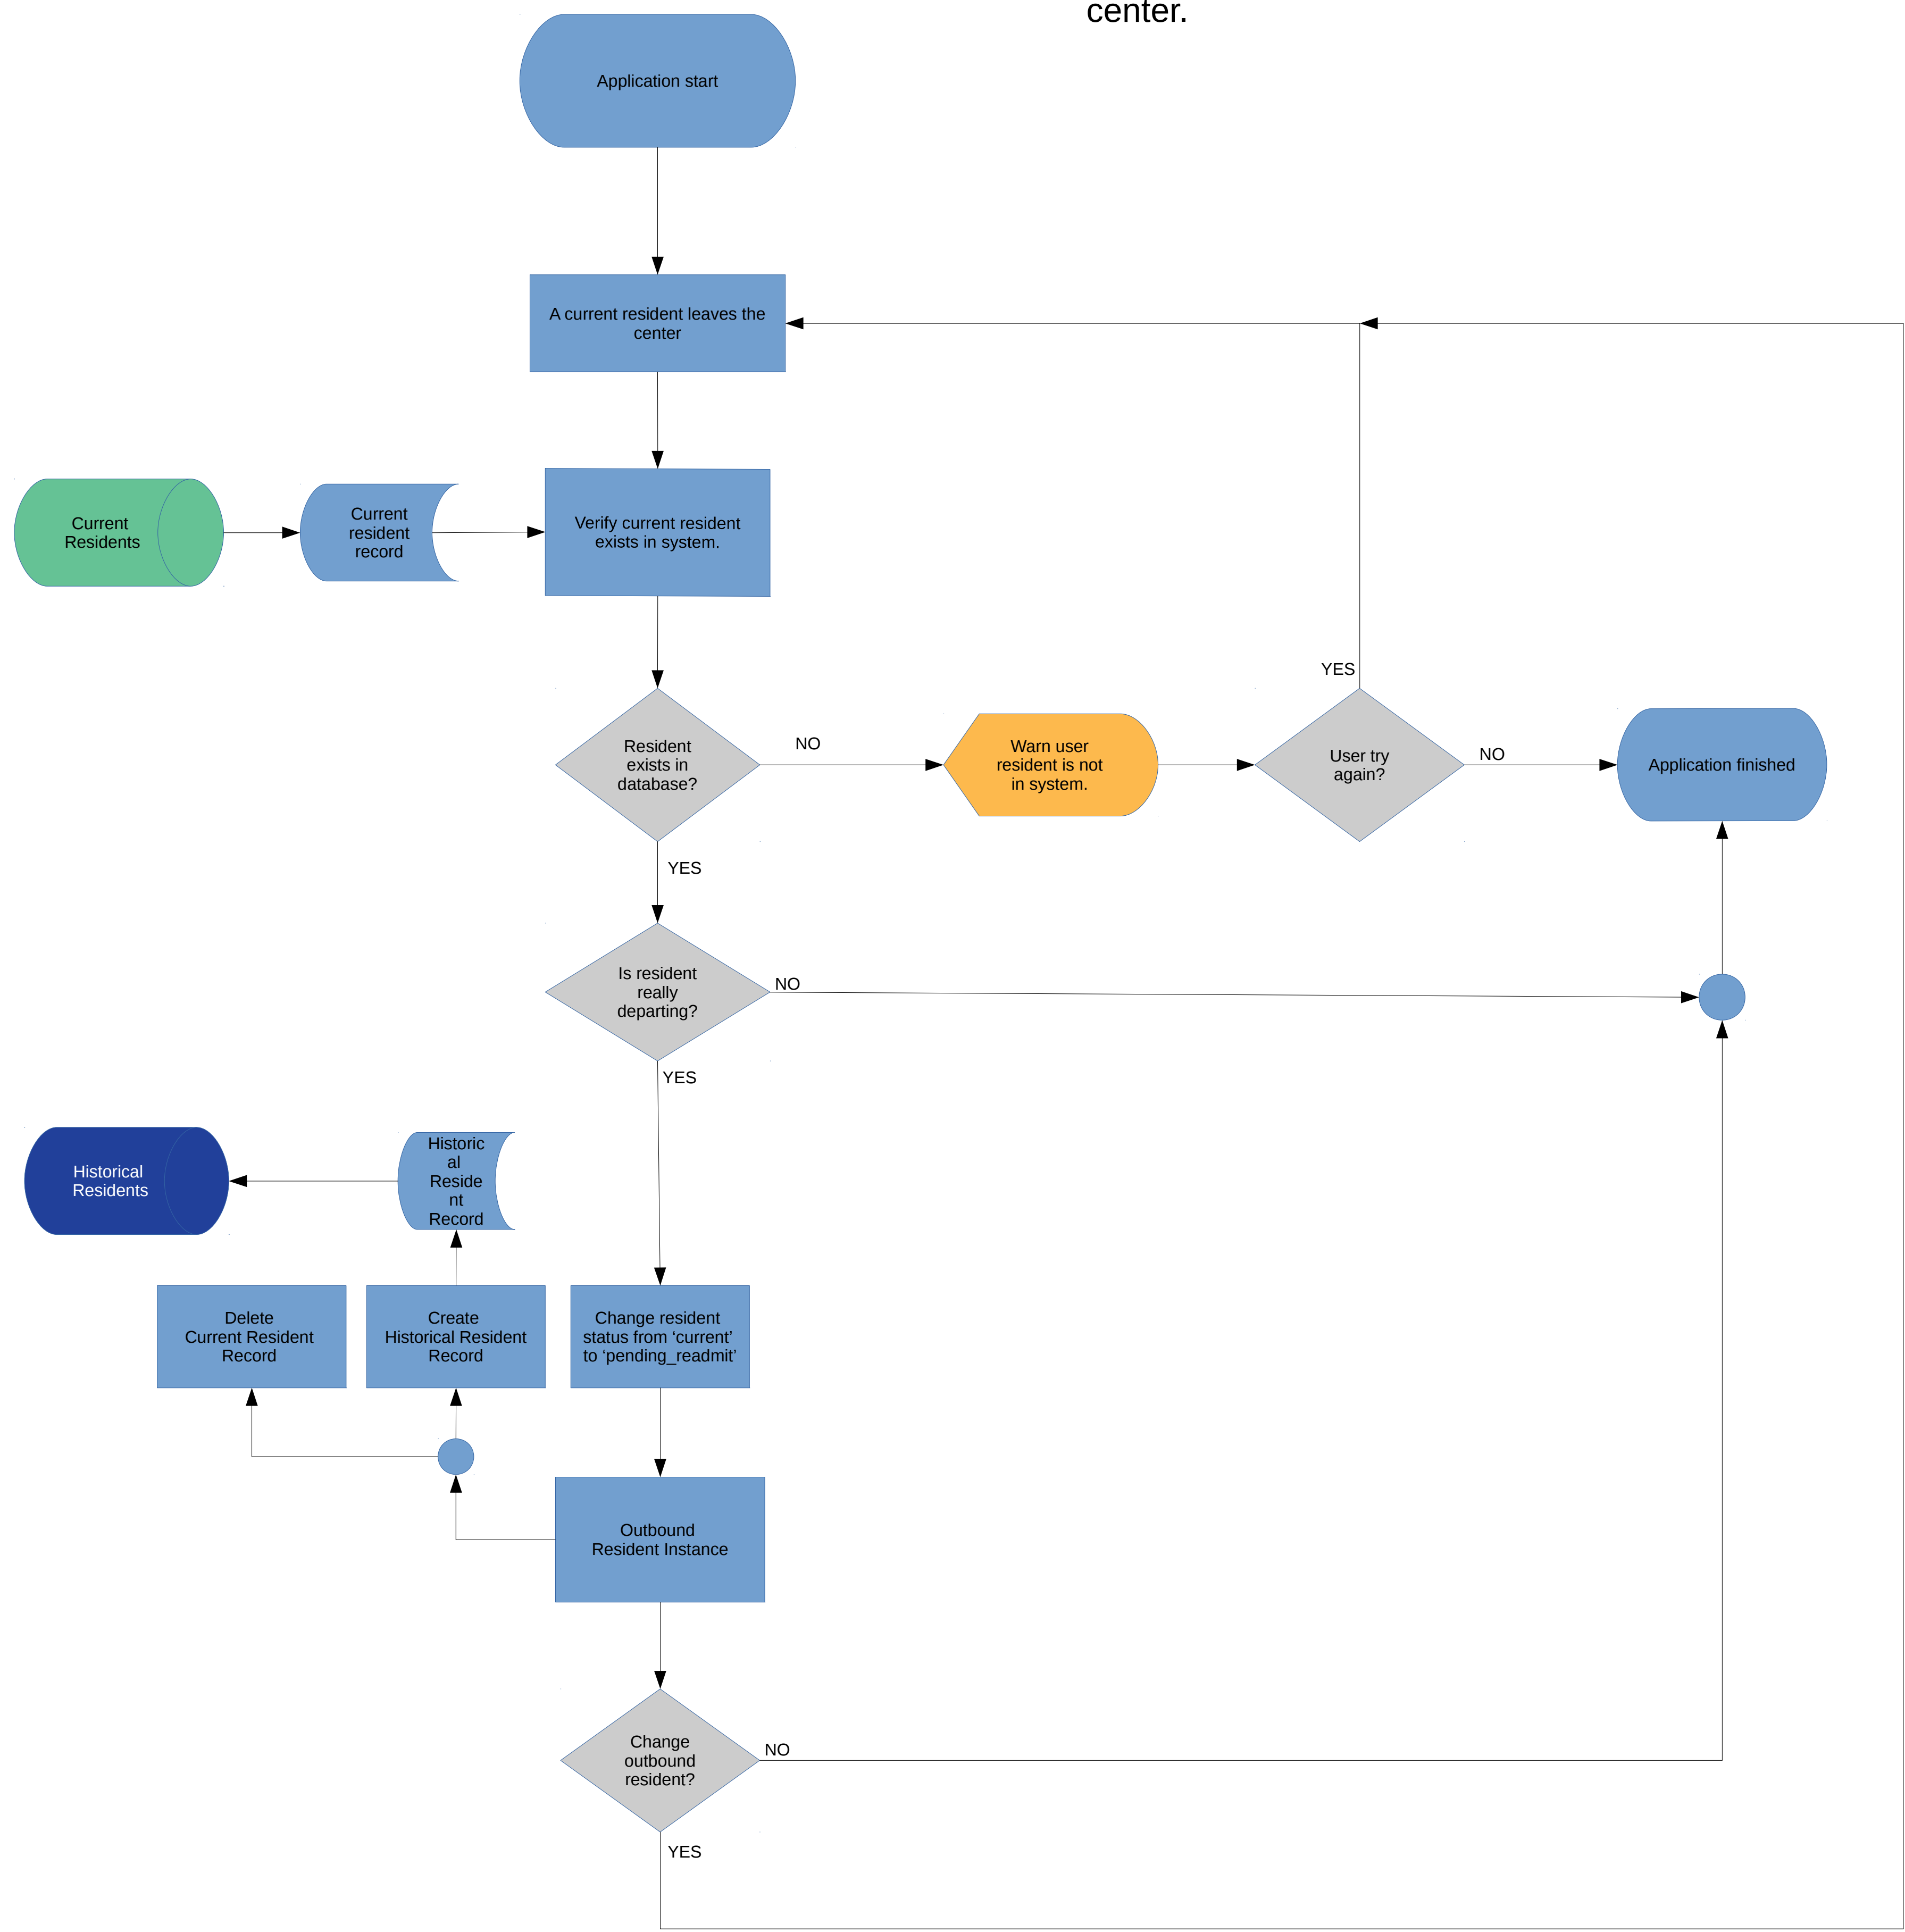 center.
Application start
A current resident leaves the
center
Current
Residents
Current
resident
record
Verify current resident
exists in system.
Resident
exists in
database?
NO
Warn user
resident is not
in system.
YES
User try
again?
NO
Application finished
YES
Is resident
really
departing?
NO
YES
Historical
Residents
Historic
al
Reside
nt
Record
Delete
Current Resident
Record
Create
Historical Resident
Record
Change resident
status from ‘current’
to ‘pending_readmit’
Outbound
Resident Instance
Change
outbound
resident?
NO
YES